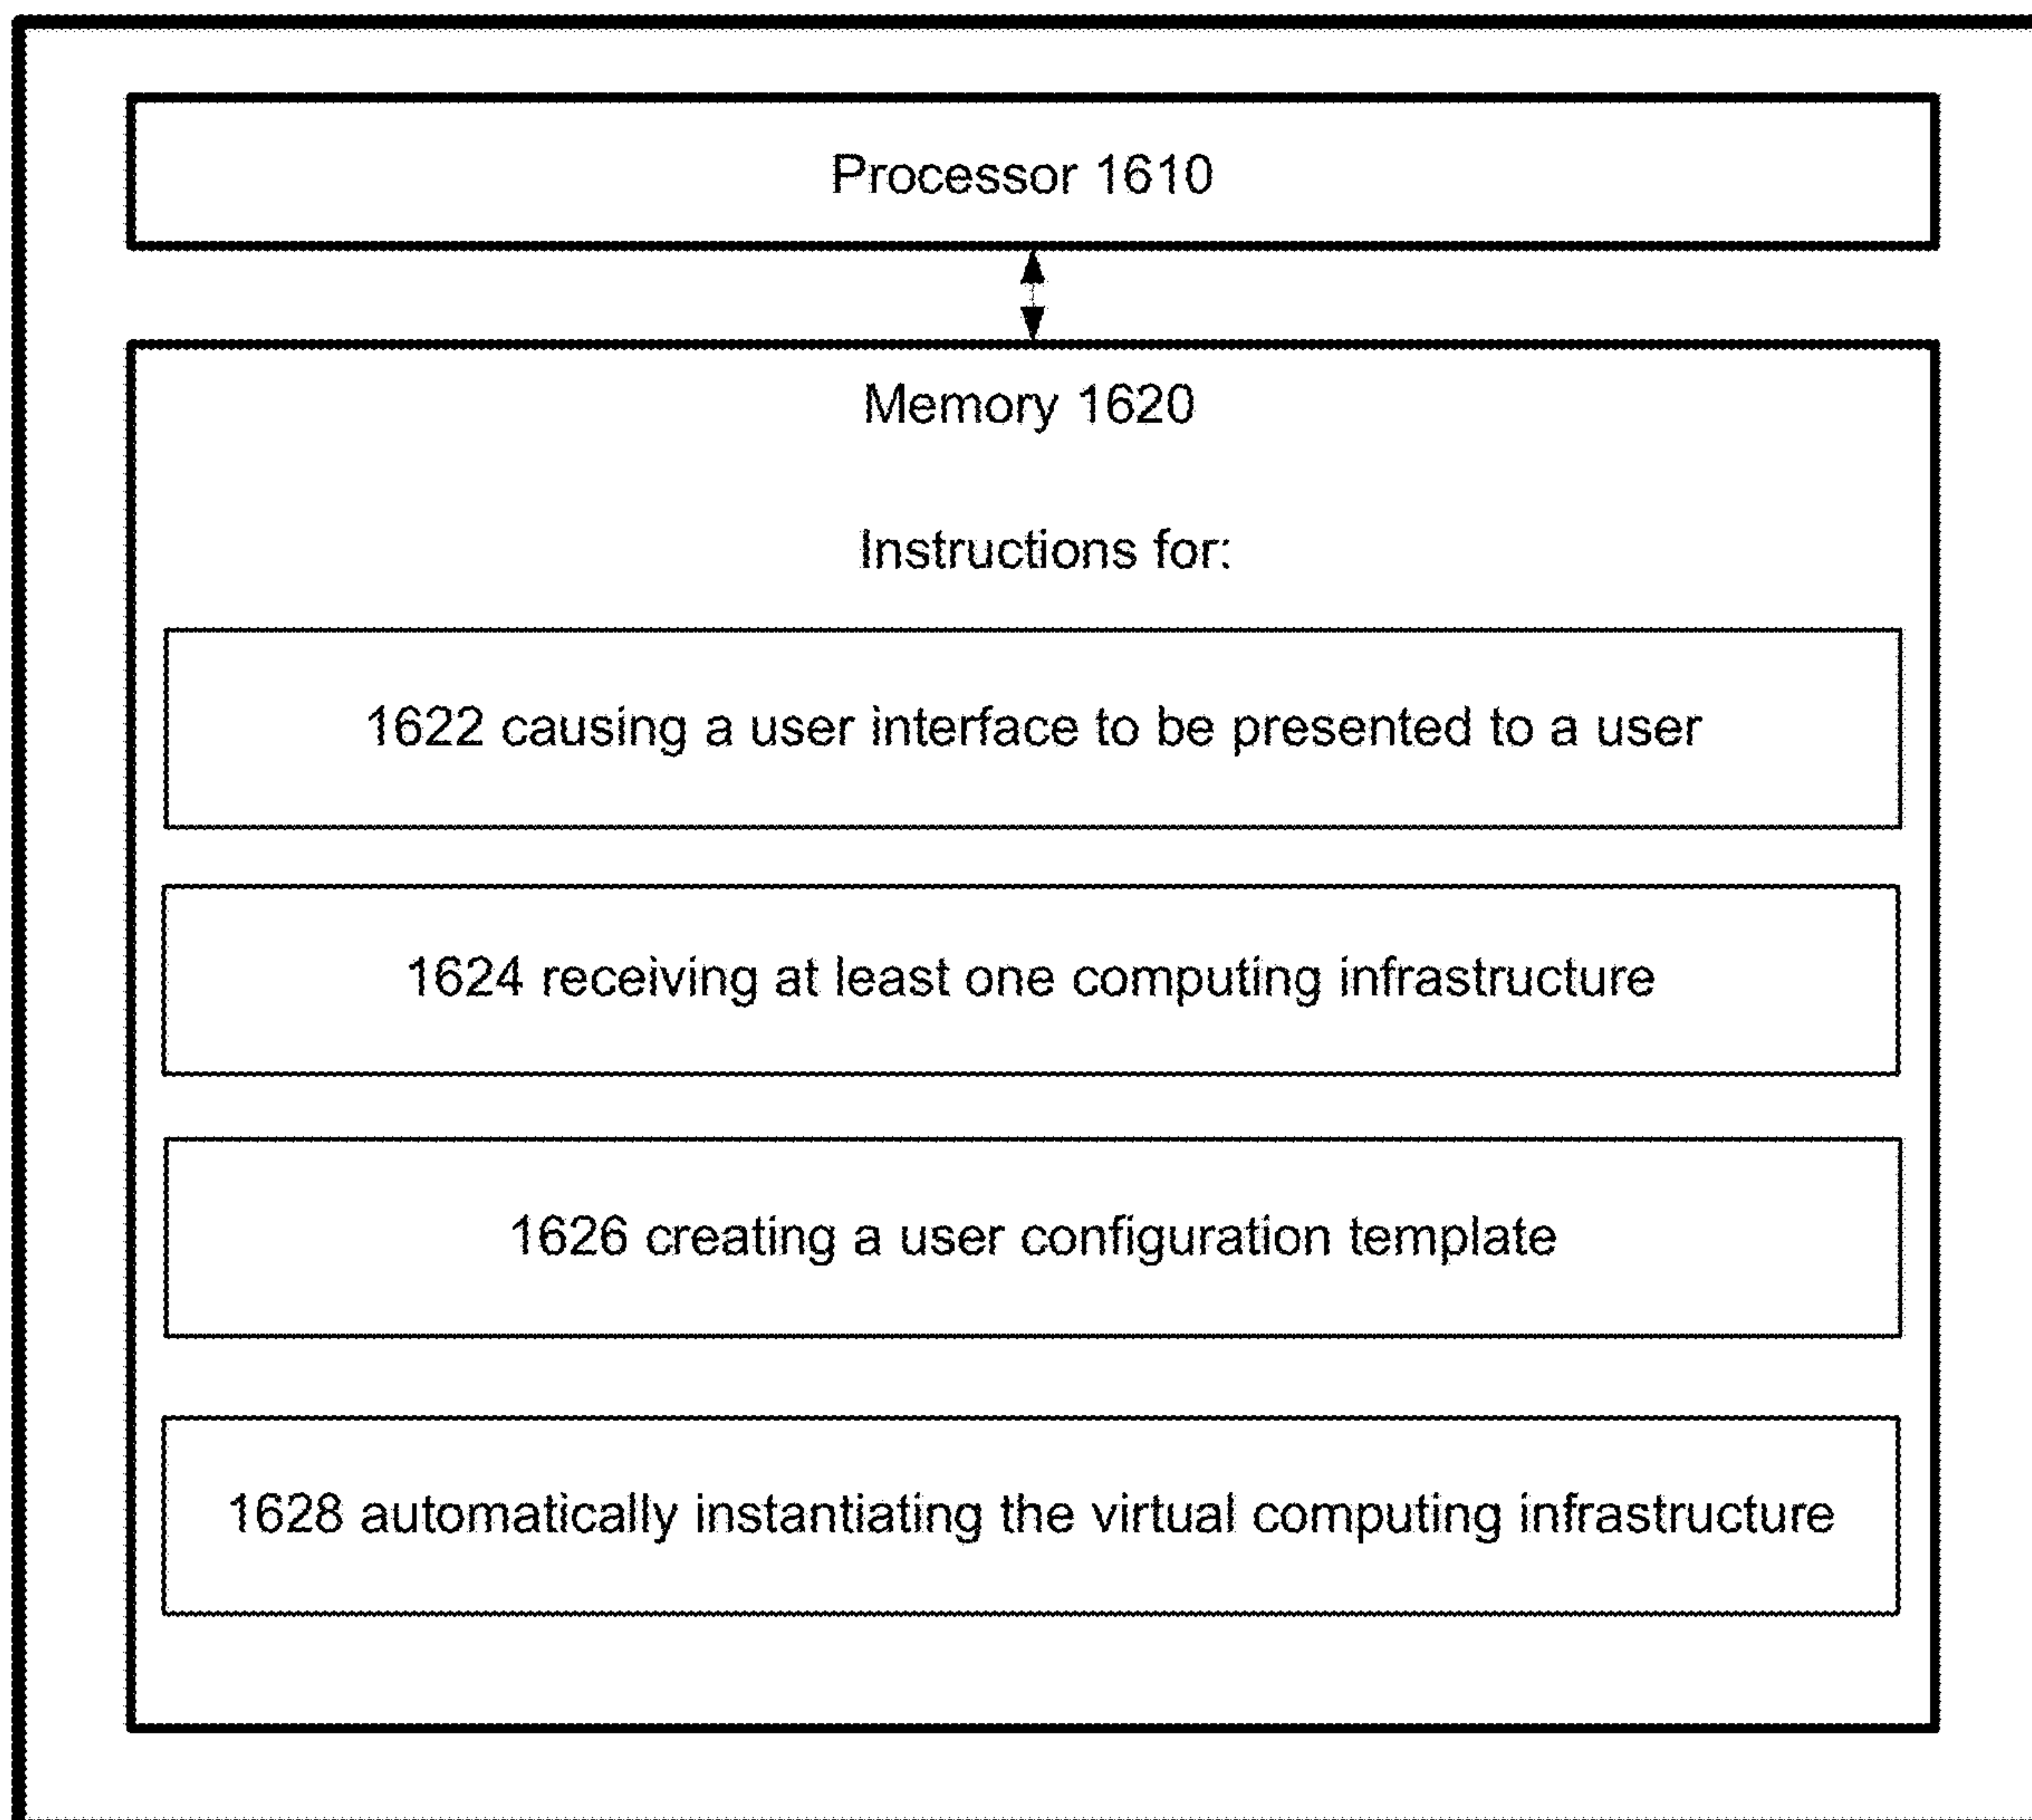 Processor 1610
Memory 1620
Instructions for:
1622 causing a user interface to be presented to a user
1624 receiving at least one computing infrastructure
1626 creating a user configuration template
1628 automatically instantiating the virtual computing infrastructure